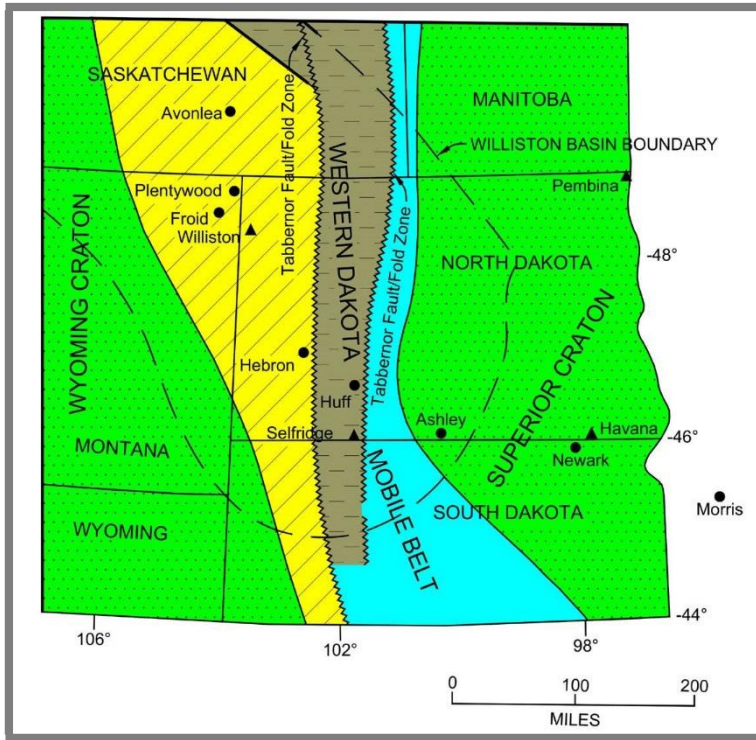 SASKATCHEWAN
Avonlea
MANITOBA
WILLISTON BASIN BOUNDARY
Tabbernor Fault/Fold Zone
WESTERN DAKOTA
MOBILE BELT
Tabbernor Fault/Fold Zone
Plentywood
Froid
Williston
Pembina
WYOMING CRATON
NORTH DAKOTA
-48°
SUPERIOR CRATON
Hebron
Huff
Selfridge
Ashley
Havana
-46°
Newark
MONTANA
Morris
SOUTH DAKOTA
WYOMING
-44°
106°
102°
98°
0
100
200
MILES